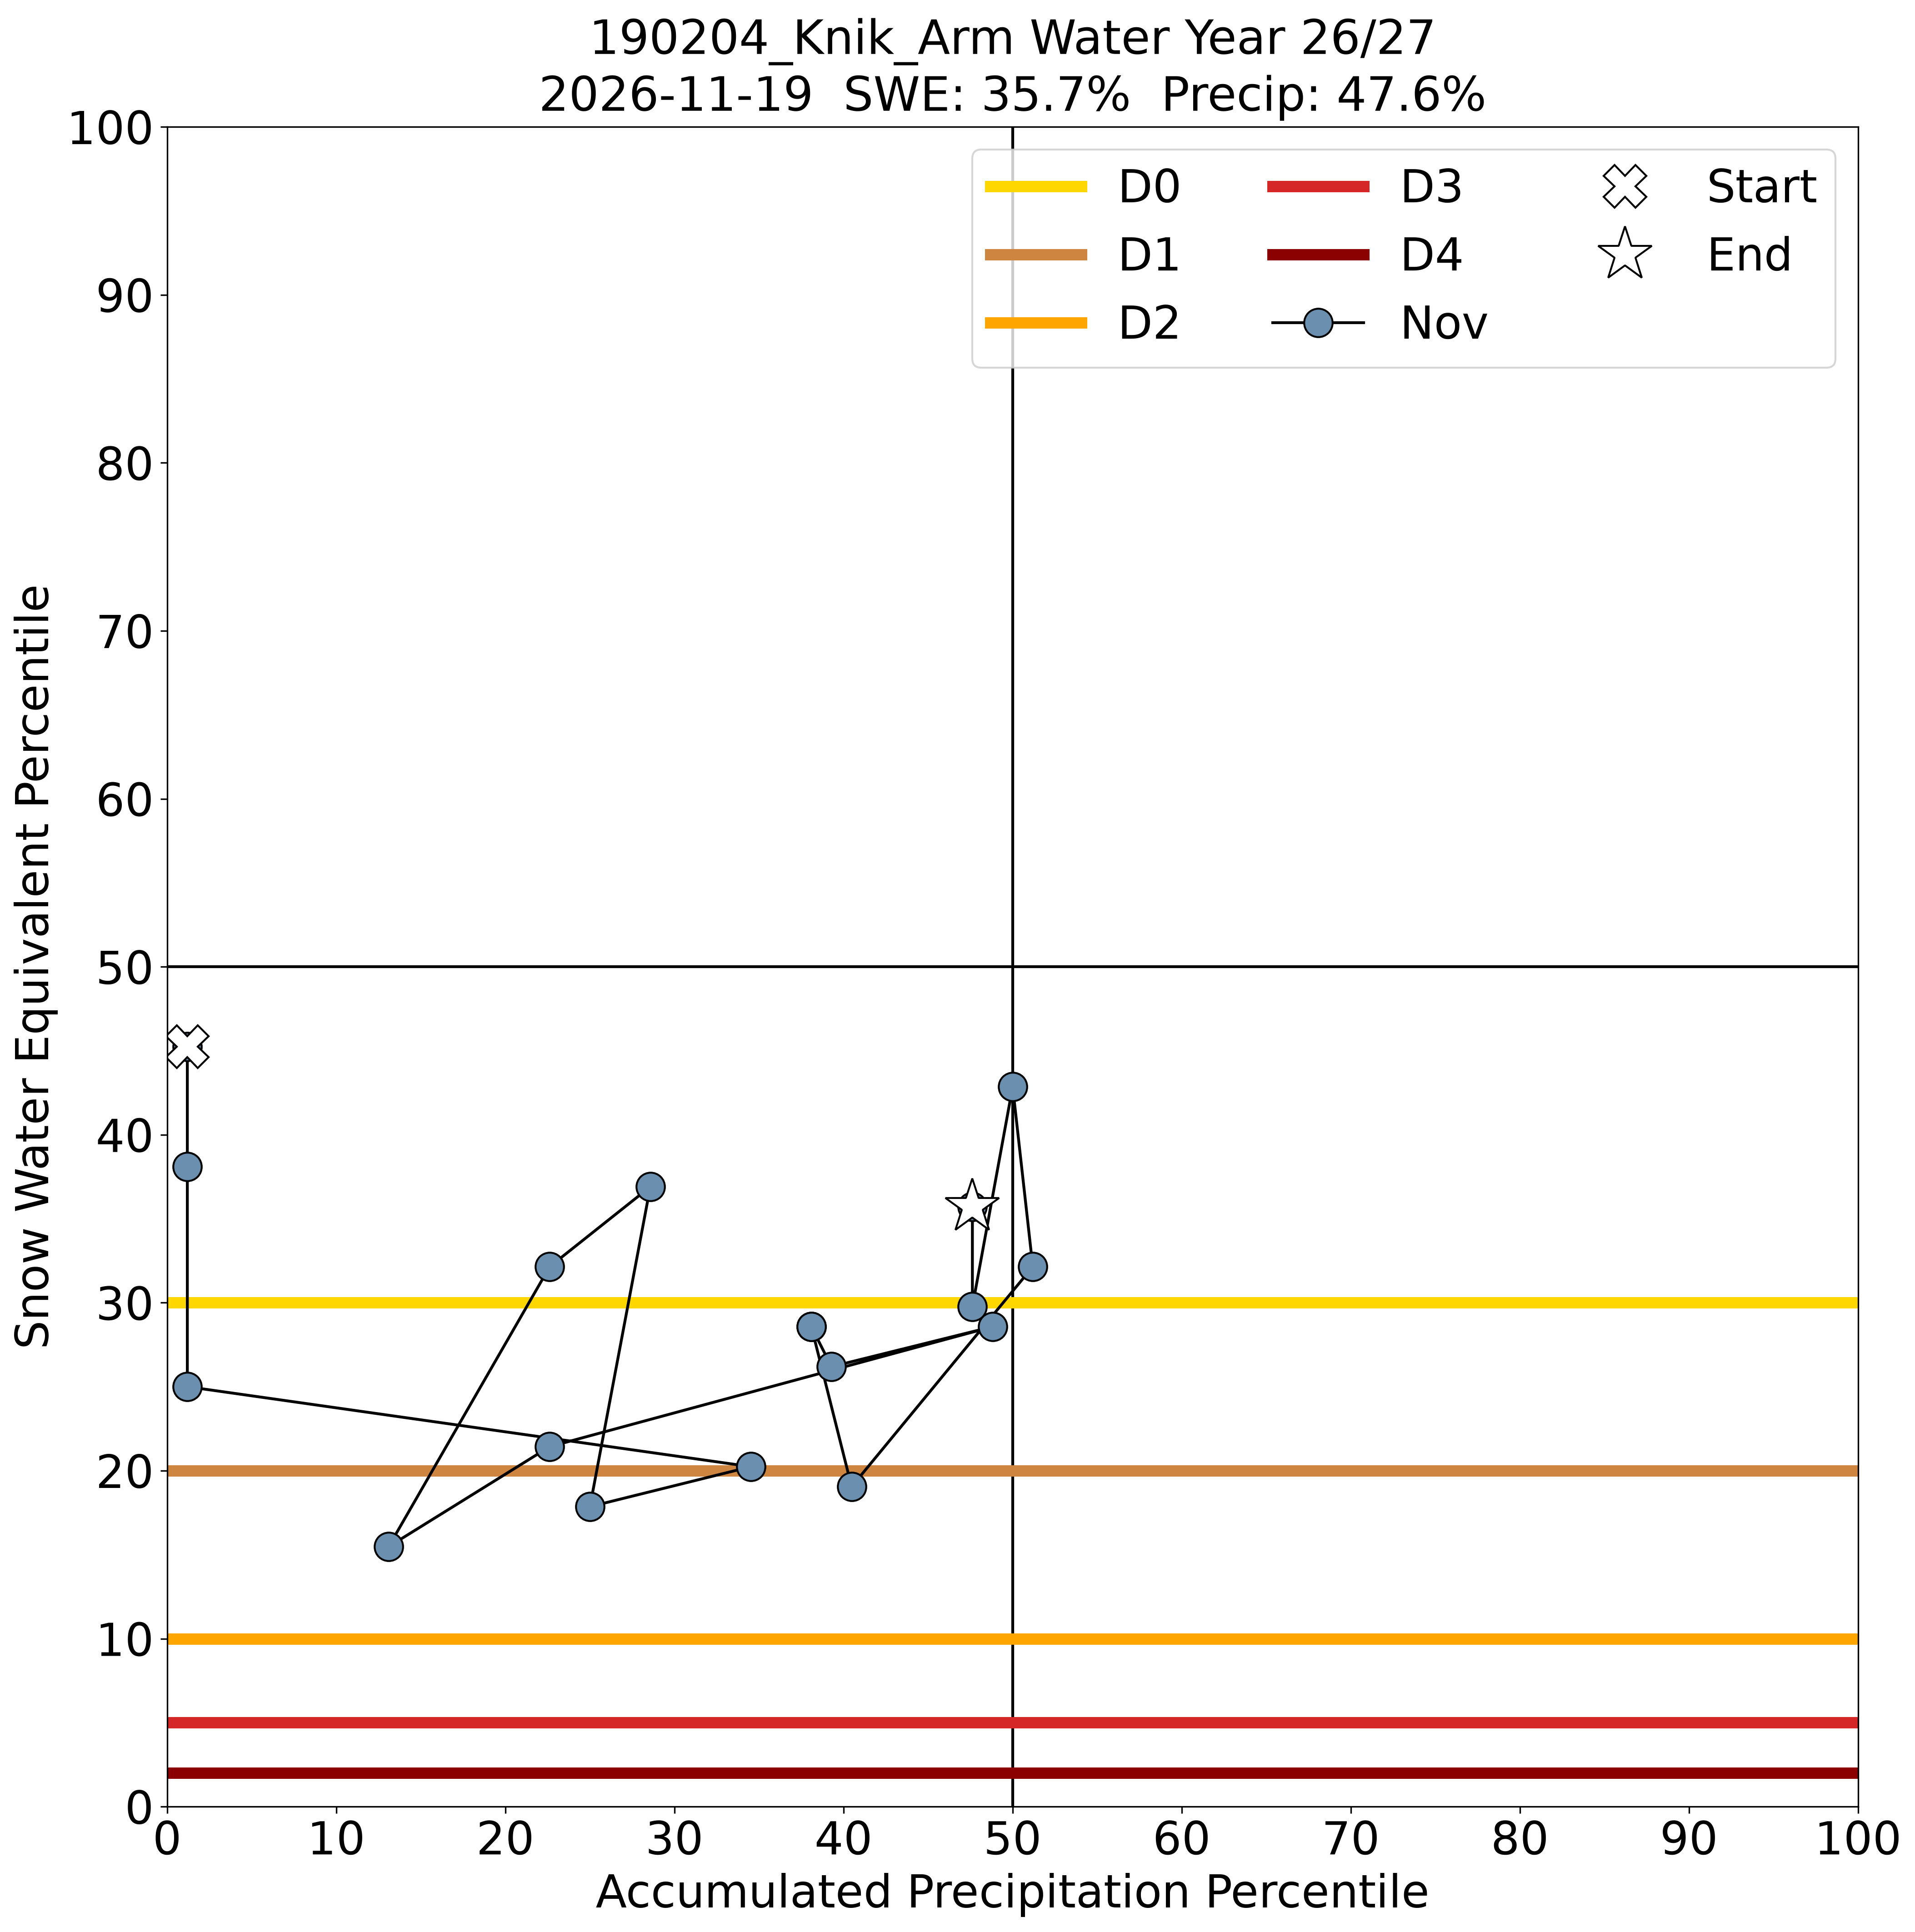 190204_Knik_Arm Water Year 26/27
2026-11-19  SWE: 35.7%  Precip: 47.6%
100
90
80
70
60
50
40
30
20
10
0
Snow Water Equivalent Percentile
D0
D1
D2
D3
D4
Nov
Start
End
0 10 20 30 40 50 60 70 80 90 100
Accumulated Precipitation Percentile